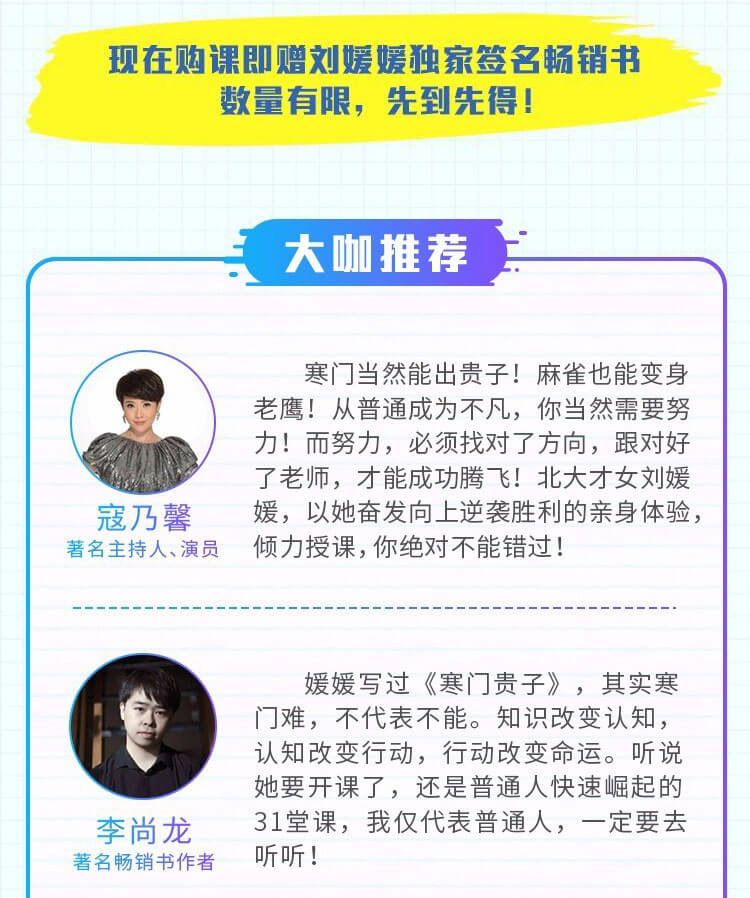 现在购课即赠刘媛媛独家签名畅销书
数量有限，先到先得！
大咖推荐
寒门当然能出贵子！麻雀也能变身
老鹰！从普通成为不凡，你当然需要努
力！而努力，必须找对了方向，跟对好
了老师，才能成功腾飞！北大才女刘媛
媛，以她奋发向上逆袭胜利的亲身体验，
倾力授课，你绝对不能错过！
寇乃馨
著名主持人、演员
媛媛写过《寒门贵子》，其实寒
门难，不代表不能。知识改变认知，
认知改变行动，行动改变命运。听说
她要开课了，还是普通人快速崛起的
31堂课，我仅代表普通人，一定要去
听听！
李尚龙
著名畅销书作者